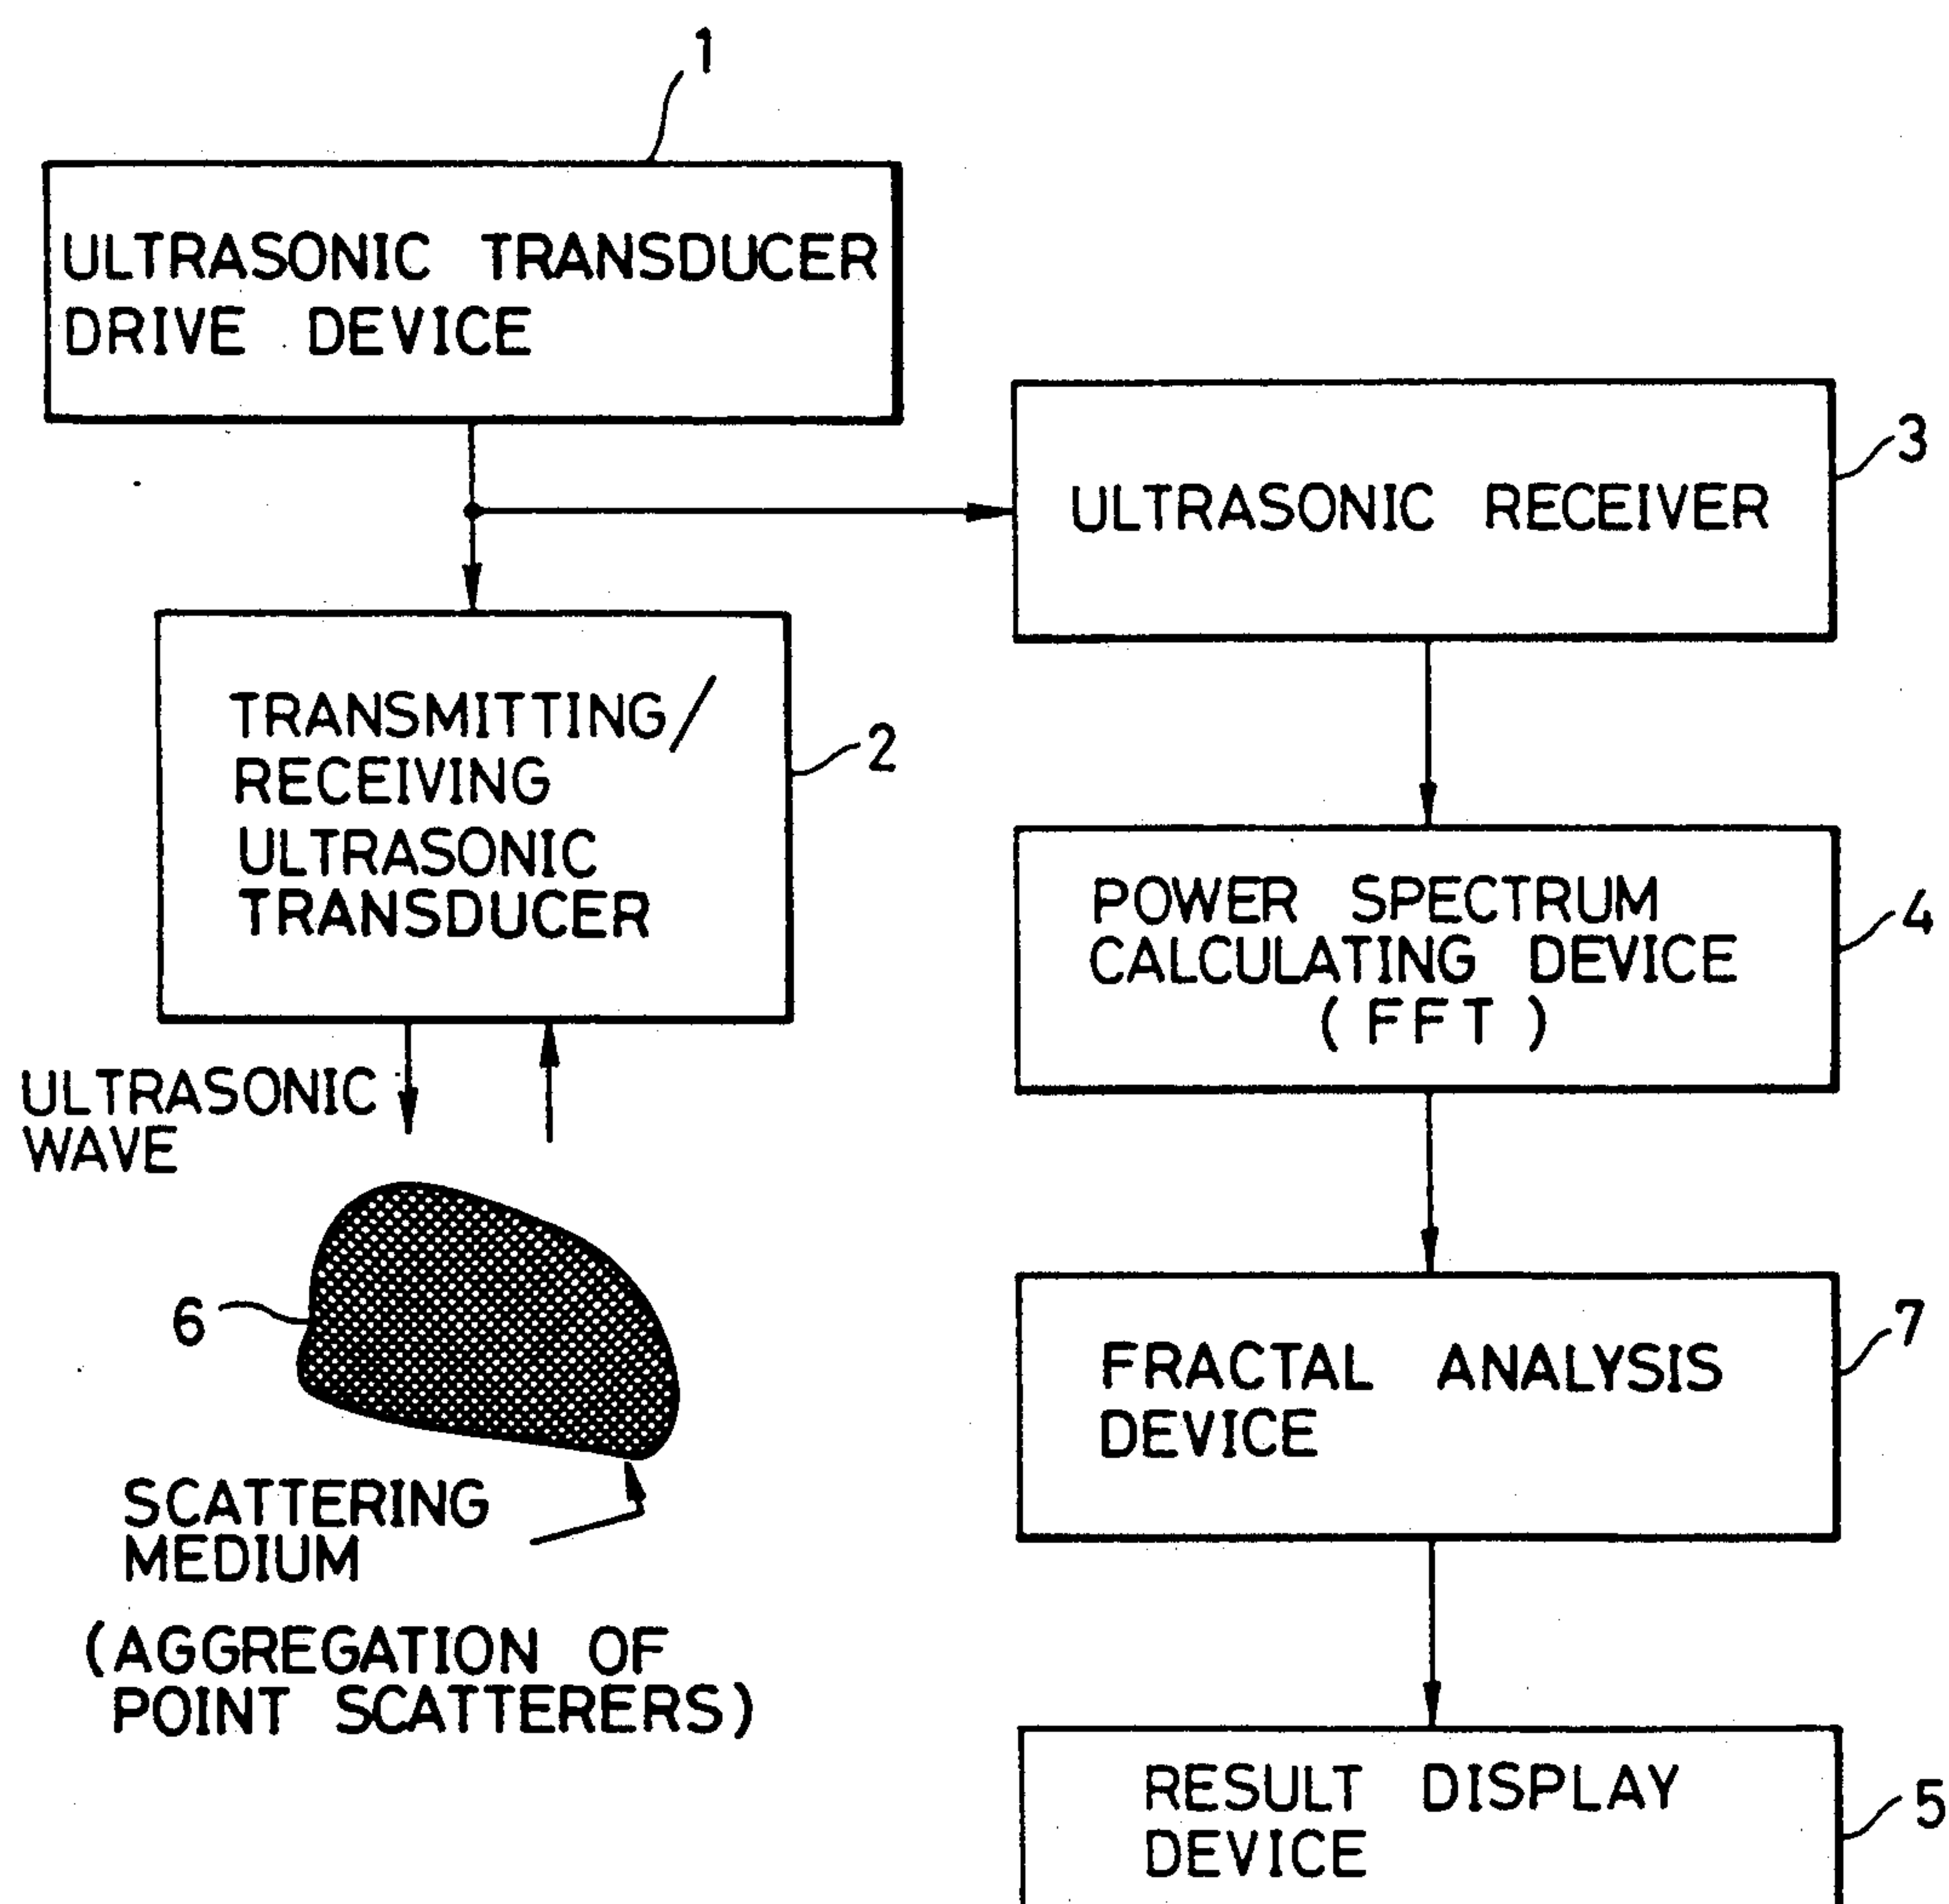 1
ULTRASONIC TRANSDUCER
DRIVE DEVICE
3
ULTRASONIC RECEIVER
TRANSMITTING/
RECEIVING
ULTRASONIC
TRANSDUCER
2
POWER SPECTRUM
CALCULATING DEVICE
(FFT)
4
ULTRASONIC
WAVE
6
FRACTAL ANALYSIS
DEVICE
7
SCATTERING
MEDIUM
(AGGREGATION OF
POINT SCATTERERS)
RESULT DISPLAY
DEVICE
5